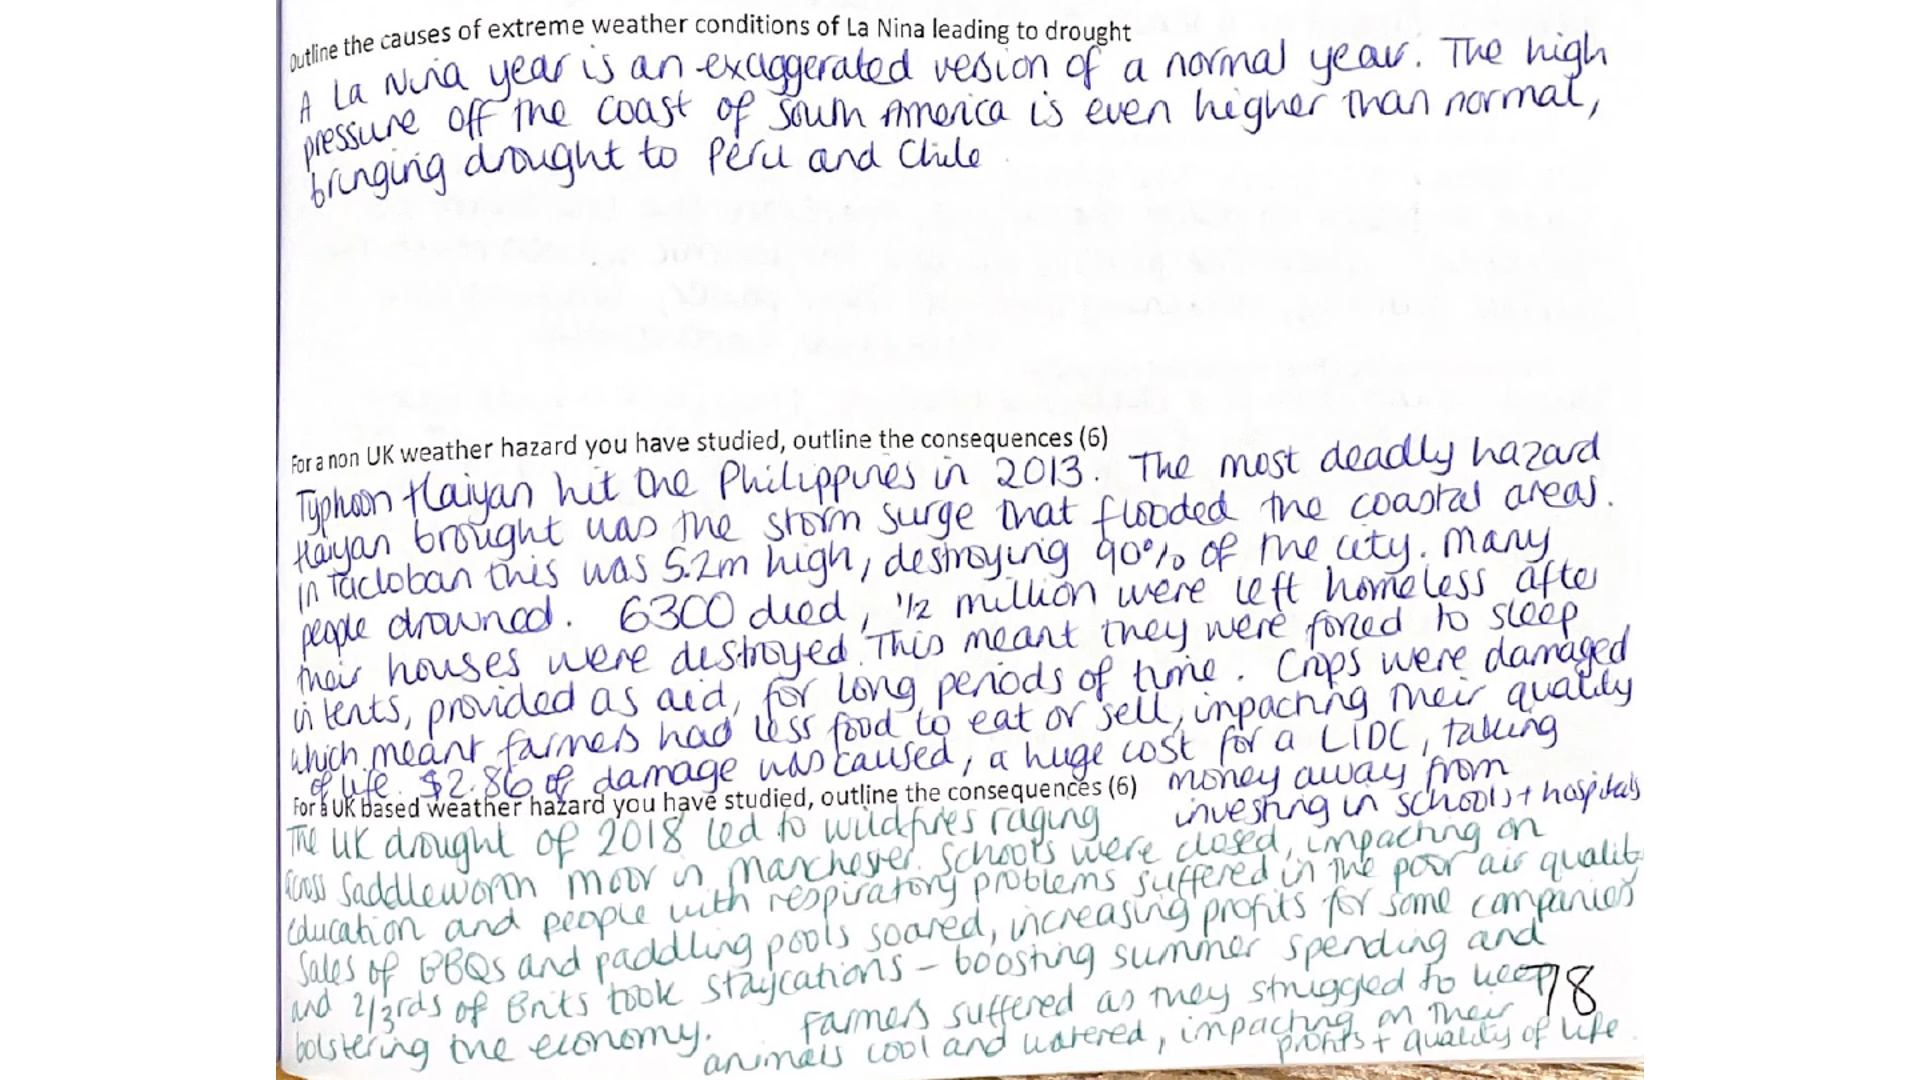 Outline the causes of extreme weather conditions of La Nina leading to drought
A La Nina year is an exaggerated vesion of a normal year. The high
pressure off the coast of South America is even higher than normal,
bringing drought to Peru and Chile
For a non UK weather hazard you have studied, outline the consequences (6)
Typhoon Haiyan hit the Philippines in 2013. The most deadly hazard
Haiyan brought was the storm surge that flooded the coastal areas.
In Tacloban this was 5.2m high, destroying 90% of the city. Many
people drowned. 6300 died, 1/2 million were left homeless after
their houses were destroyed. This meant they were forced to sleep
in tents, provided as aid, for long periods of time. Crops were damaged
which meant farmers had less food to eat or sell, impacting their quality
of life. $2.86 of damage was caused, a huge cost for a LIDC, taking
money away from
investing in schools + hospitals
For a UK based weather hazard you have studied, outline the consequences (6)
The UK drought of 2018 led to wildfires raging
across Saddleworth moor in Manchester. Schools were closed, impacting on
education and people with respiratory problems suffered in the poor air quality
Sales of BBQs and paddling pools soared, increasing profits for some companies
and 2/3rds of Brits took staycations – boosting summer spending and
bolstering the economy. Farmers suffered as they struggled to keep
animals cool and watered, impacting on their
profits + quality of life.
78